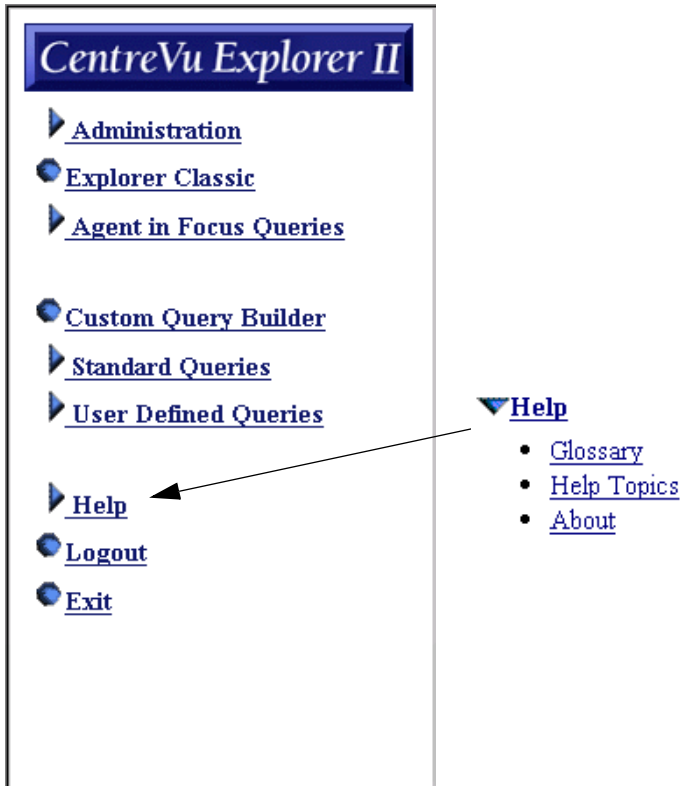 CentreVu Explorer II
Administration
Explorer Classic
Agent in Focus Queries
Custom Query Builder
Standard Queries
User Defined Queries
Help
Logout
Exit
Help
Glossary
Help Topics
About